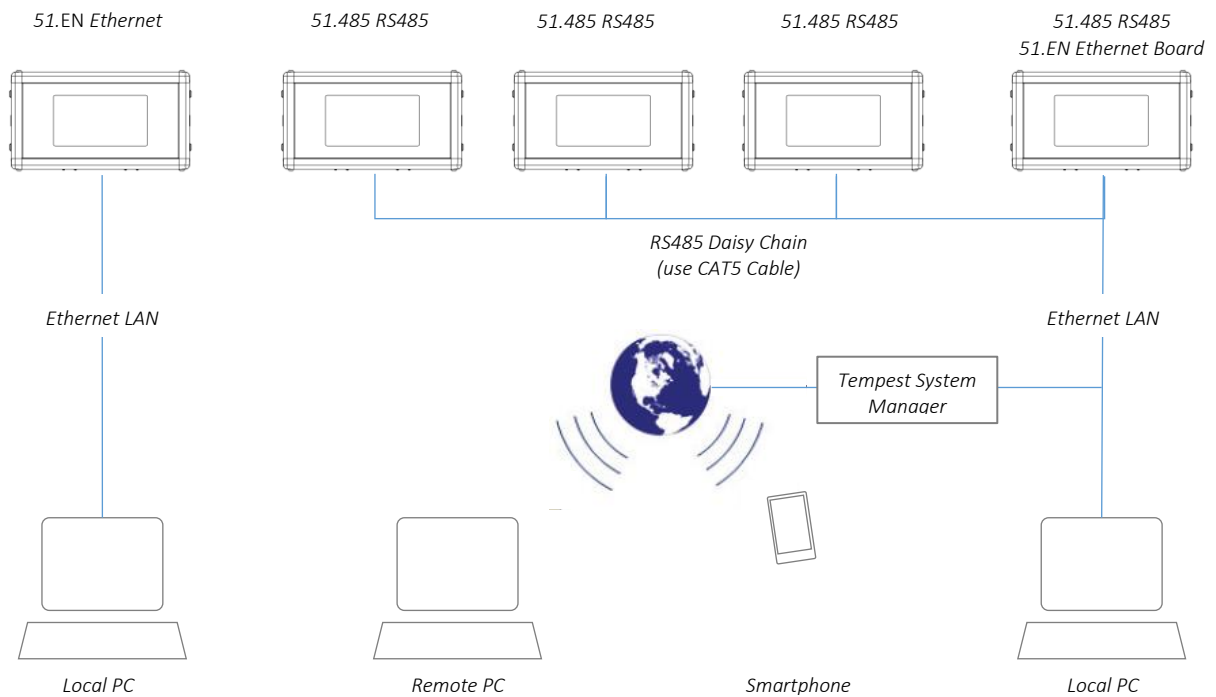 51.EN Ethernet
51.485 RS485
51.485 RS485
51.485 RS485
51.485 RS485
51.EN Ethernet Board
RS485 Daisy Chain
(use CAT5 Cable)
Ethernet LAN
Ethernet LAN
Tempest System
Manager
Local PC
Remote PC
Smartphone
Local PC